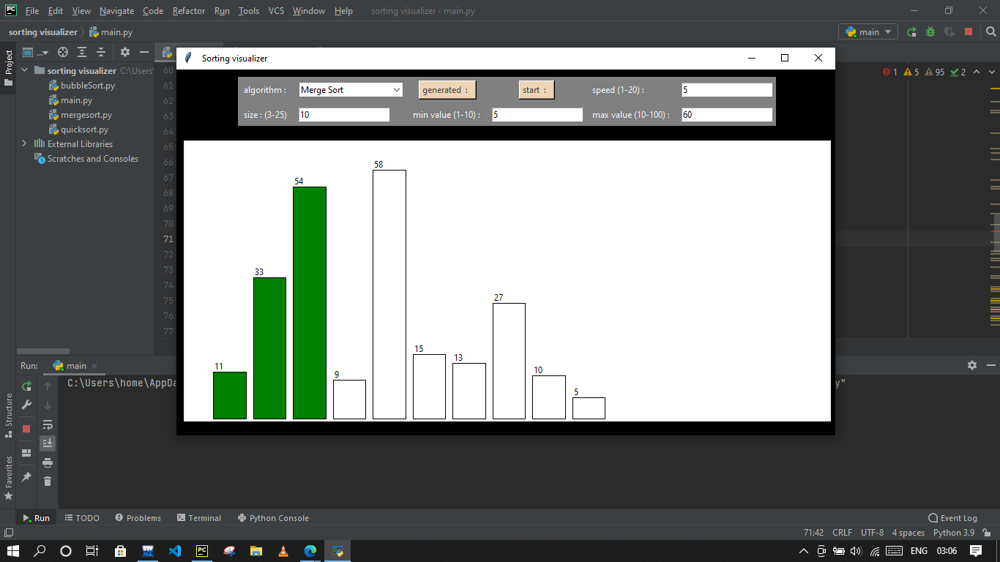 PC File Edit View Navigate Code Refactor Run Tools VCS Window Help sorting visualizer - main.py
sorting visualizer main.py main
Project
...
sorting visualizer C:\Users\
bubbleSort.py
main.py
mergesort.py
quicksort.py
External Libraries
Scratches and Consoles
60
61
62
63
64
65
66
67
68
69
70
71
72
73
74
75
76
77
1 5 95 2
Sorting visualizer
algorithm : Merge Sort generated : start : speed (1-20) : 5
size : (3-25) 10 min value (1-10) : 5 max value (10-100) : 60
58
54
33
27
15
13
11
10
9
5
Run: main
C:\Users\home\AppDa y"
Structure
Favorites
Run TODO Problems Terminal Python Console Event Log
71:42 CRLF UTF-8 4 spaces Python 3.9
PC ENG 03:06